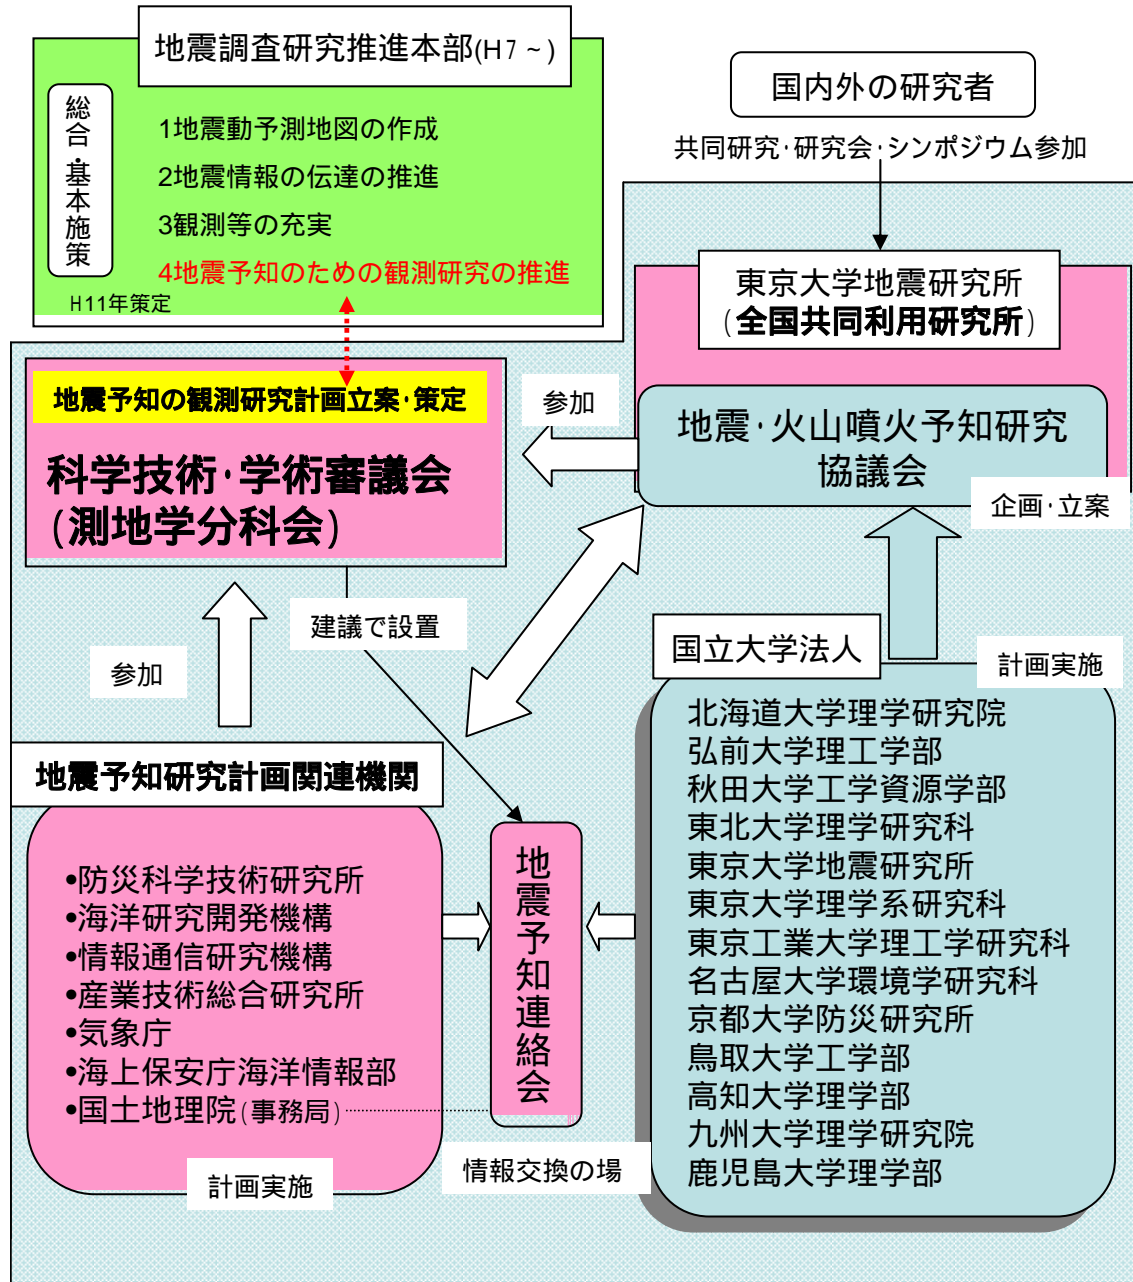 地震調査研究推進本部(H7~)
総合・基本施策
1地震動予測地図の作成
2地震情報の伝達の推進
3観測等の充実
4地震予知のための観測研究の推進
H11年策定
国内外の研究者
共同研究・研究会・シンポジウム参加
東京大学地震研究所
(全国共同利用研究所)
地震・火山噴火予知研究
協議会
企画・立案
参加
地震予知の観測研究計画立案・策定
科学技術・学術審議会
(測地学分科会)
建議で設置
参加
国立大学法人
計画実施
北海道大学理学研究院
弘前大学理工学部
秋田大学工学資源学部
東北大学理学研究科
東京大学地震研究所
東京大学理学系研究科
東京工業大学理工学研究科
名古屋大学環境学研究科
京都大学防災研究所
鳥取大学工学部
高知大学理学部
九州大学理学研究院
鹿児島大学理学部
地震予知研究計画関連機関
•防災科学技術研究所
•海洋研究開発機構
•情報通信研究機構
•産業技術総合研究所
•気象庁
•海上保安庁海洋情報部
•国土地理院(事務局)
計画実施
地震予知連絡会
情報交換の場